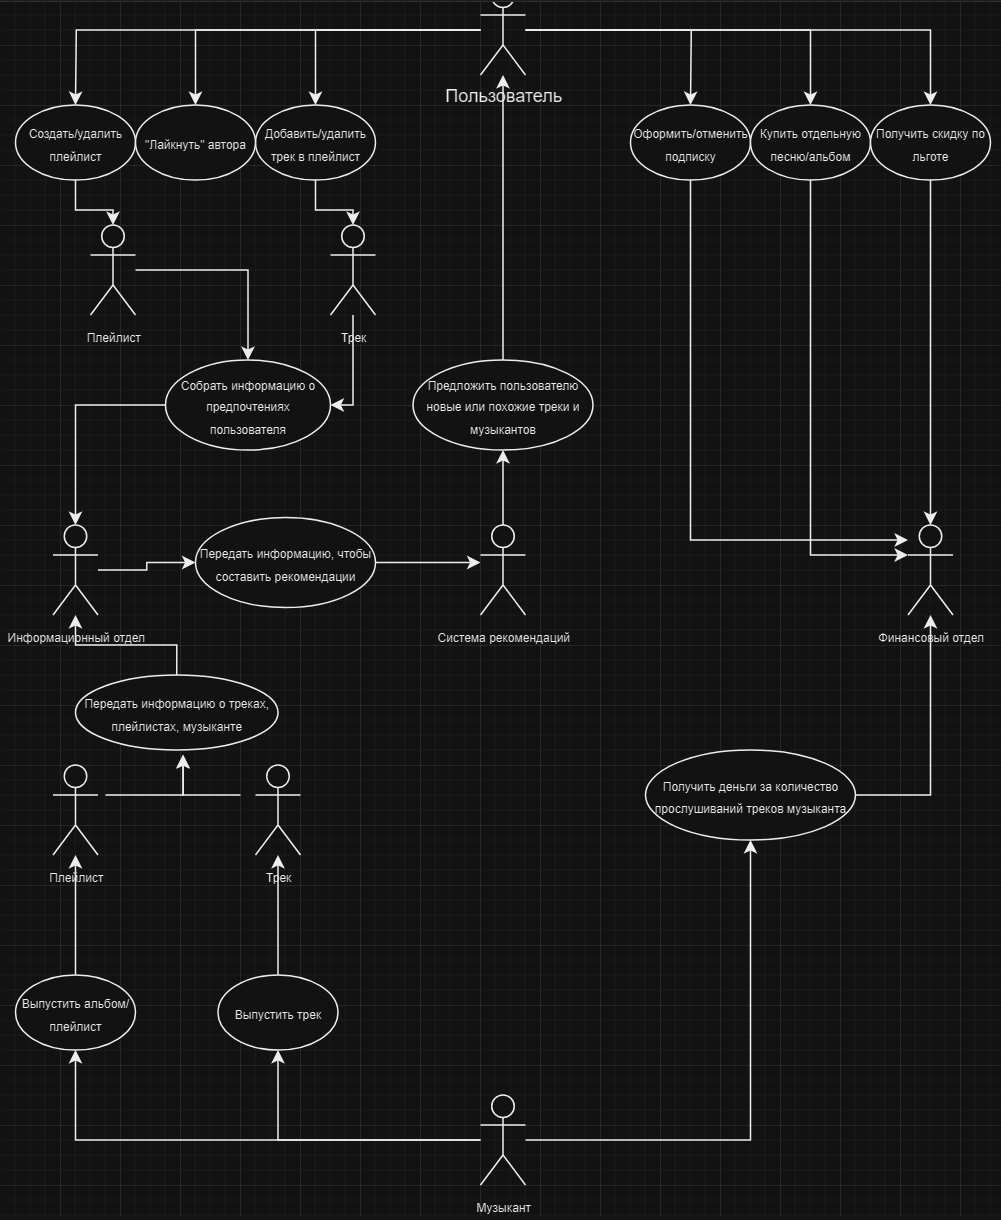 Пользователь
Создать/удалить
плейлист
"Лайкнуть" автора
Добавить/удалить
трек в плейлист
Оформить/отменить
подписку
Купить отдельную
песню/альбом
Получить скидку по
льготе
Плейлист
Трек
Собрать информацию о
предпочтениях
пользователя
Предложить пользователю
новые или похожие треки и
музыкантов
Передать информацию, чтобы
составить рекомендации
Информационный отдел
Система рекомендаций
Финансовый отдел
Передать информацию о треках,
плейлистах, музыканте
Получить деньги за количество
прослушиваний треков музыканта
Плейлист
Трек
Выпустить альбом/
плейлист
Выпустить трек
Музыкант